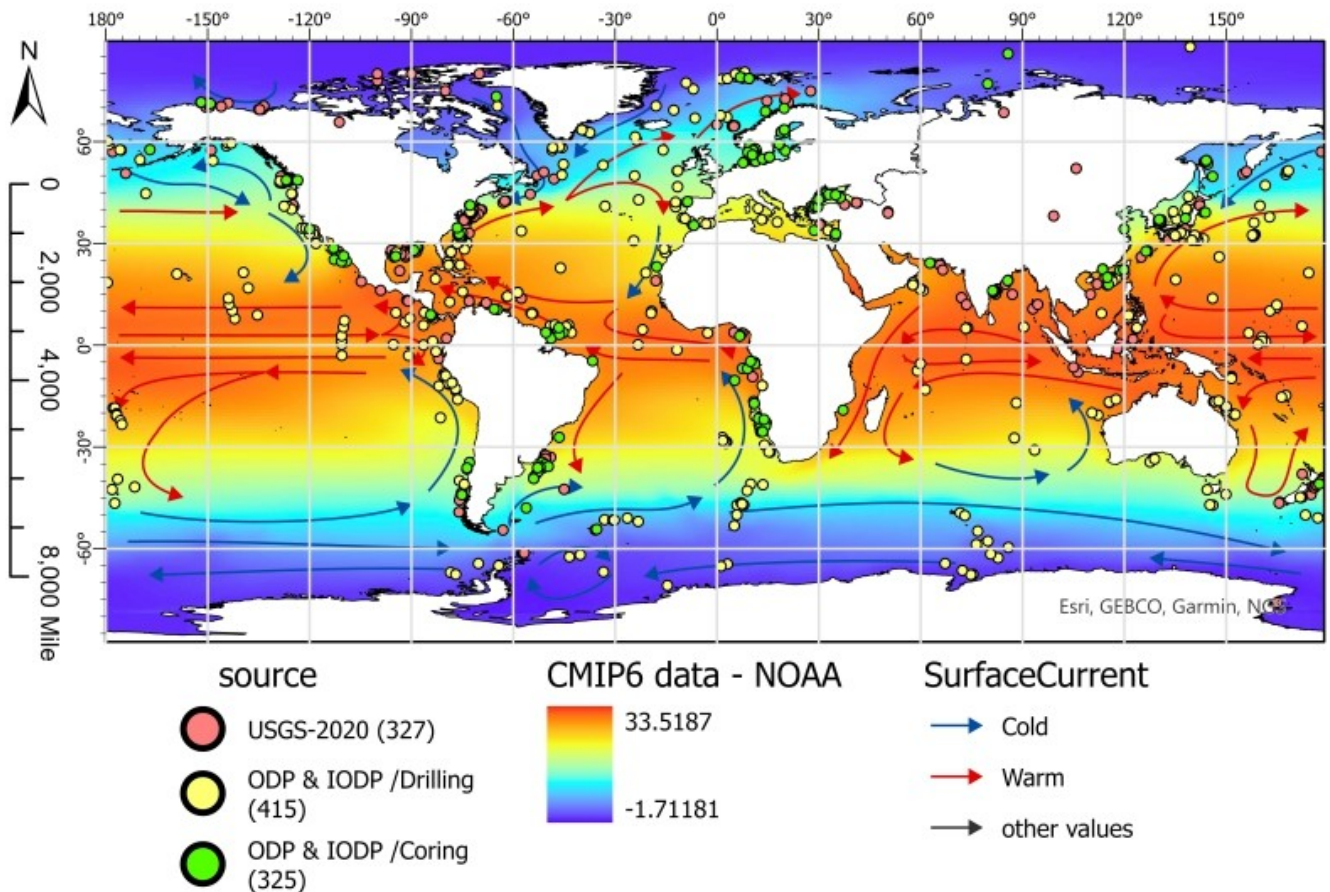 180° -150° -120° -90° -60° -30° 0° 30° 60° 90° 120° 150°
N
60°
30°
0°
-30°
-60°
0
2,000
4,000
8,000 Mile
Esri, GEBCO, Garmin, NOS
source
USGS-2020 (327)
ODP & IODP /Drilling
(415)
ODP & IODP /Coring
(325)
CMIP6 data - NOAA
33.5187
-1.71181
SurfaceCurrent
Cold
Warm
other values